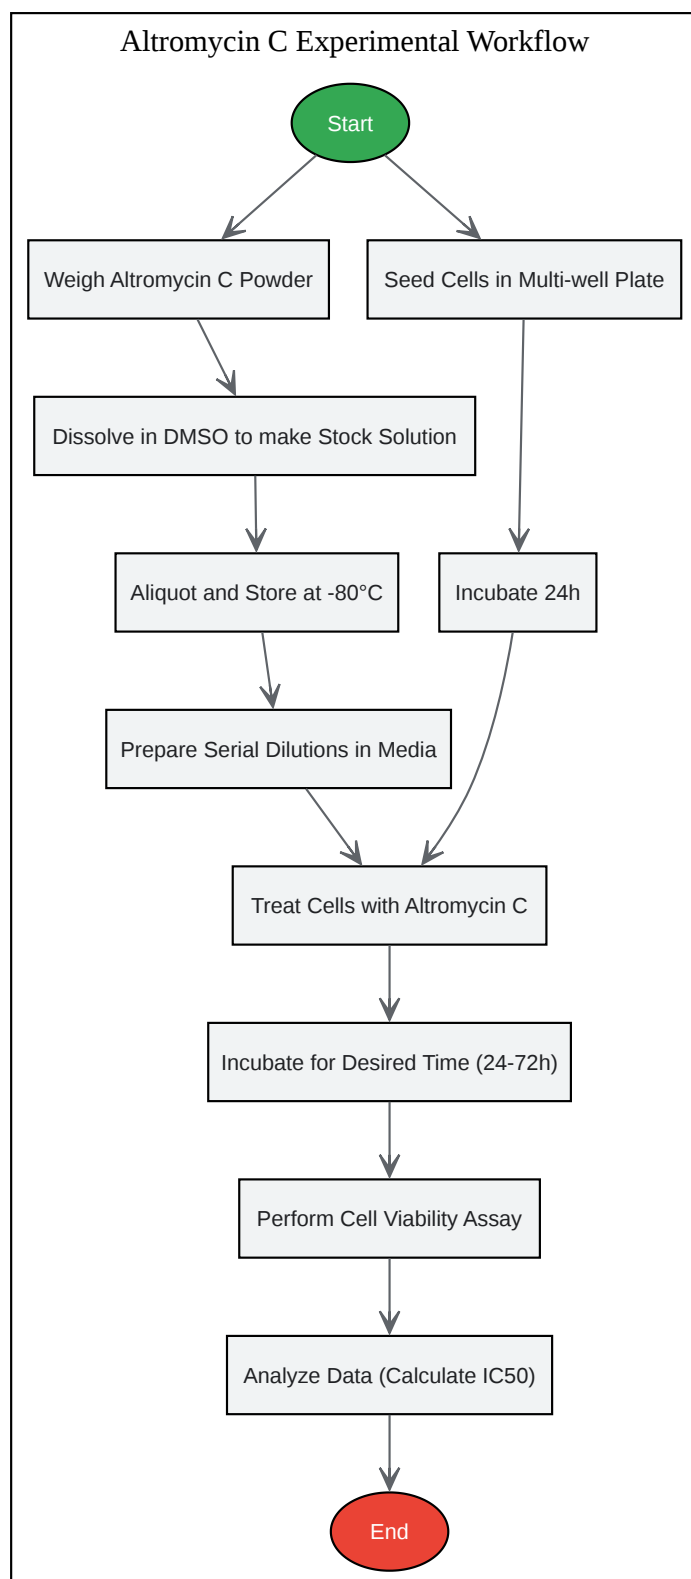 Altromycin C Experimental Workflow
Start
Weigh Altromycin C Powder
Seed Cells in Multi-well Plate
Dissolve in DMSO to make Stock Solution
Aliquot and Store at -80°C
Incubate 24h
Prepare Serial Dilutions in Media
Treat Cells with Altromycin C
Incubate for Desired Time (24-72h)
Perform Cell Viability Assay
Analyze Data (Calculate IC50)
End